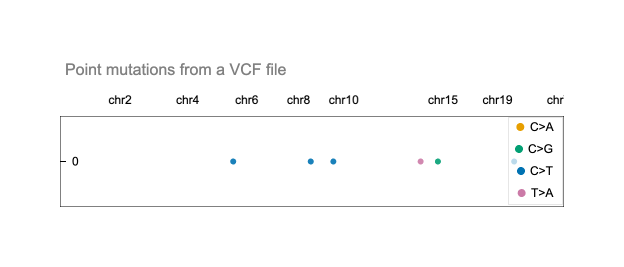 Point mutations from a VCF file
chr2 chr4 chr6 chr8 chr10 chr15 chr19 chr
0
C>A
C>G
C>T
T>A